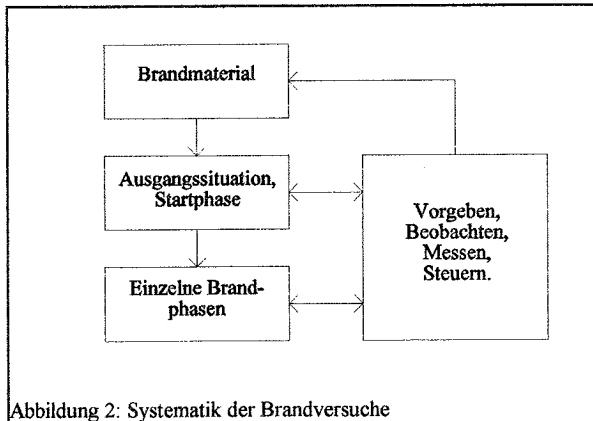 Brandmaterial
Ausgangssituation,
Startphase
Einzelne Brand-
phasen
Vorgeben,
Beobachten,
Messen,
Steuern.
Abbildung 2: Systematik der Brandversuche